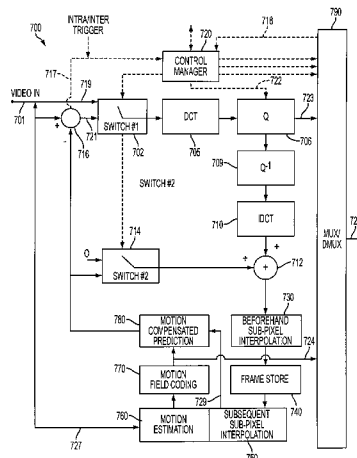 700
INTRA/INTER
TRIGGER
790
717
720
718
CONTROL
MANAGER
VIDEO IN
719
722
723
701
+
721
716
-
SWITCH #1
702
DCT
705
Q
706
709
Q-1
SWITCH #2
710
IDCT
MUX/
DMUX
714
+
O
SWITCH #2
+
+
712
730
780
MOTION
COMPENSATED
PREDICTION
BEFOREHAND
SUB-PIXEL
INTERPOLATION
724
770
MOTION
FIELD CODING
729
FRAME STORE
740
760
MOTION
ESTIMATION
SUBSEQUENT
SUB-PIXEL
INTERPOLATION
727